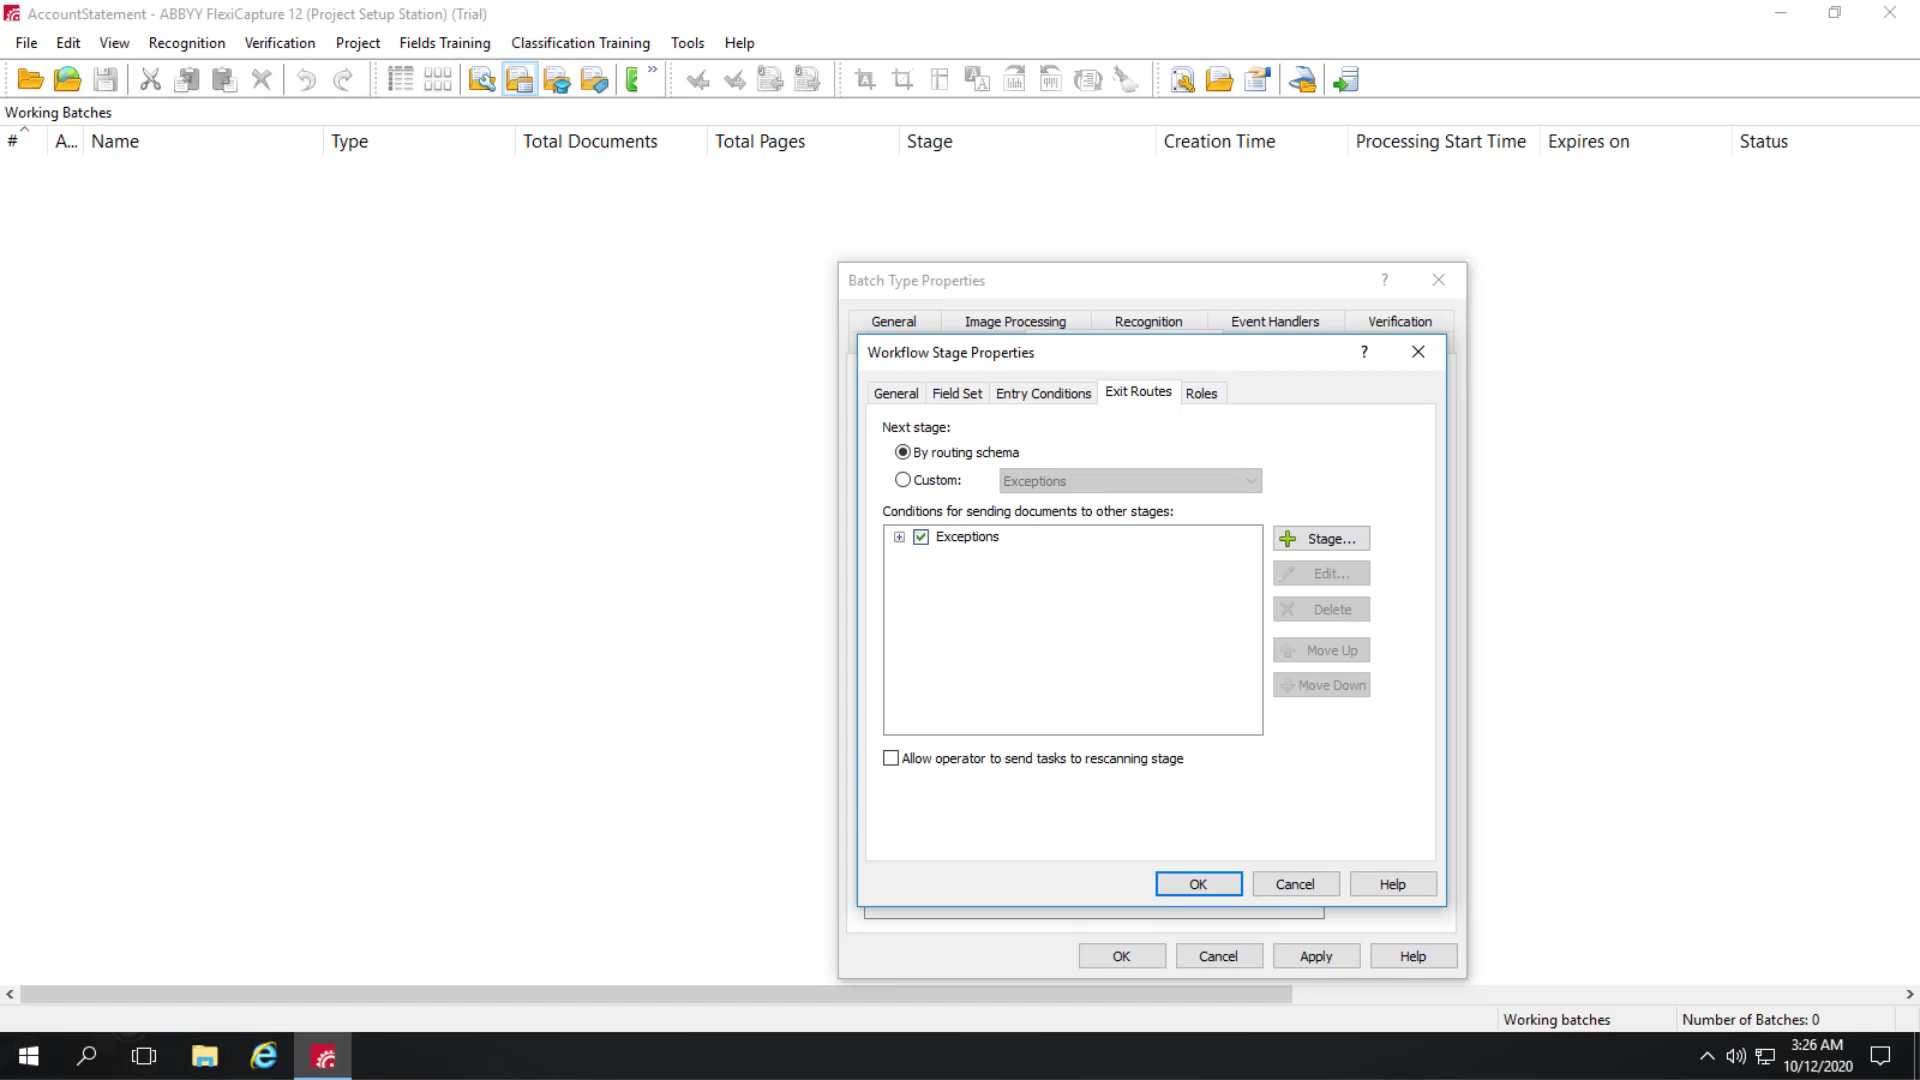 AccountStatement - ABBYY FlexiCapture 12 (Project Setup Station) (Trial)
File Edit View Recognition Verification Project Fields Training Classification Training Tools Help
Working Batches
# A... Name Type Total Documents Total Pages Stage Creation Time Processing Start Time Expires on Status
Batch Type Properties ?
General Image Processing Recognition Event Handlers Verification
Workflow Stage Properties ?
General Field Set Entry Conditions Exit Routes Roles
Next stage:
By routing schema
Custom: Exceptions
Conditions for sending documents to other stages:
Exceptions
Stage...
Edit...
Delete
Move Up
Move Down
Allow operator to send tasks to rescanning stage
OK Cancel Help
OK Cancel Apply Help
Working batches Number of Batches: 0
3:26 AM
10/12/2020